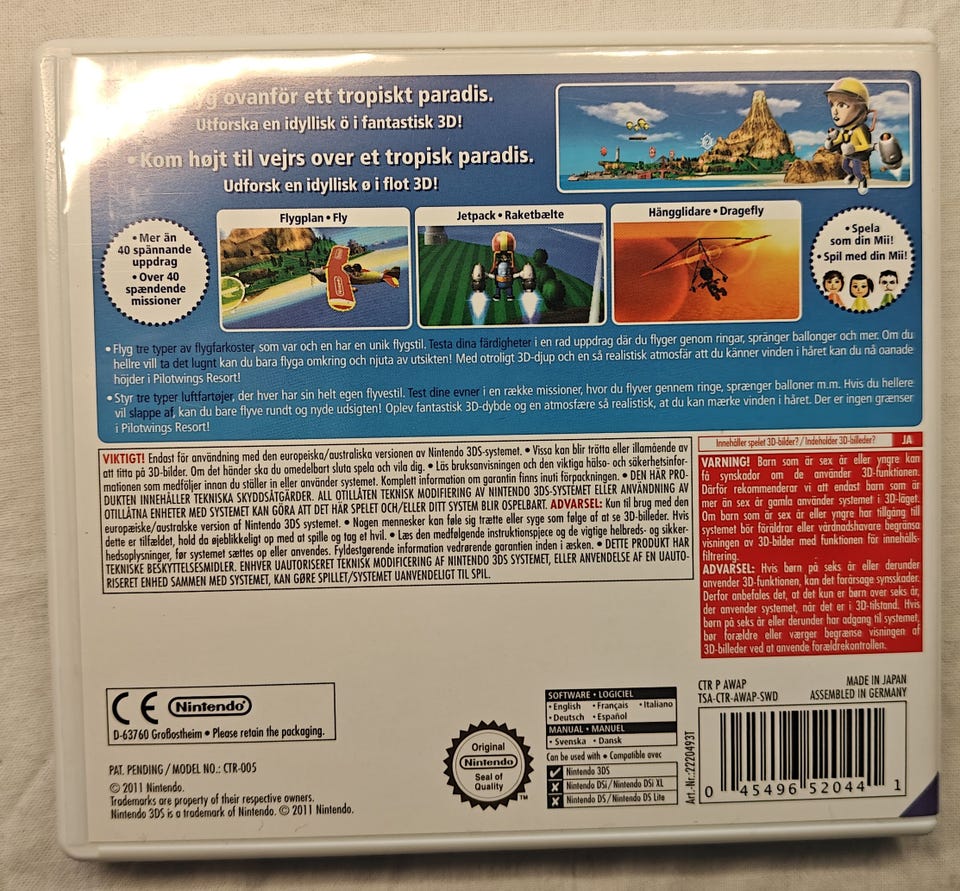 ovanför ett tropiskt paradis.
Utforska en idyllisk ö i fantastisk 3D!
• Kom højt til vejrs over et tropisk paradis.
Udforsk en idyllisk ø i flot 3D!
Flygplan • Fly
Jetpack • Raketbælte
Hängglidare • Dragefly
• Mer än
40 spännande
uppdrag
• Over 40
spændende
missioner
• Spela
som din Mii!
• Spil med din Mii!
• Flyg tre typer av flygfarkoster, som var och en har en unik flygstil. Testa dina färdigheter i en rad uppdrag där du flyger genom ringar, spränger ballonger och mer. Om du
hellre vill ta det lugnt kan du bara flyga omkring och njuta av utsikten! Med otroligt 3D-djup och en så realistisk atmosfär att du känner vinden i håret kan du nå oanade
höjder i Pilotwings Resort!
• Styr tre typer luftfartøjer, der hver har sin helt egen flyvestil. Test dine evner i en række missioner, hvor du flyver gennem ringe, sprænger balloner m.m. Hvis du hellere
vil slappe af, kan du bare flyve rundt og nyde udsigten! Oplev fantastisk 3D-dybde og en atmosfære så realistisk, at du kan mærke vinden i håret. Der er ingen grænser
i Pilotwings Resort!
VIKTIGT! Endast för användning med den europeiska/australiska versionen av Nintendo 3DS-systemet. • Vissa kan bli trötta eller illamående av
att titta på 3D-bilder. Om det händer ska du omedelbart sluta spela och vila dig. • Läs bruksanvisningen och den viktiga hälso- och säkerhetsinfor-
mationen som medföljer innan du ställer in eller använder systemet. Komplett information om garantin finns inuti förpackningen. • DEN HÄR PRO-
DUKTEN INNEHÅLLER TEKNISKA SKYDDSÅTGÄRDER. ALL OTILLÅTEN TEKNISK MODIFIERING AV NINTENDO 3DS-SYSTEMET ELLER ANVÄNDNING AV
OTILLÅTNA ENHETER MED SYSTEMET KAN GÖRA ATT DET HÄR SPELET OCH/ELLER DITT SYSTEM BLIR OSPELBART. ADVARSEL: Kun til brug med den
europæiske/australske version af Nintendo 3DS systemet. • Nogen mennesker kan føle sig trætte eller syge som følge af at se 3D-billeder. Hvis
dette er tilfældet, hold da øjeblikkeligt op med at spille og tag et hvil. • Læs den medfølgende instruktionspjece og de vigtige helbreds- og sikker-
hedsoplysninger, før systemet sættes op eller anvendes. Fyldestgørende information vedrørende garantien inden i æsken. • DETTE PRODUKT HAR
TEKNISKE BESKYTTELSESMIDLER. ENHVER UAUTORISERET TEKNISK MODIFICERING AF NINTENDO 3DS SYSTEMET, ELLER ANVENDELSE AF EN UAUTO-
RISERET ENHED SAMMEN MED SYSTEMET, KAN GØRE SPILLET/SYSTEMET UANVENDELIGT TIL SPIL.
Innehåller spelet 3D-bilder? / Indeholder 3D-billeder? JA
VARNING! Barn som är sex år eller yngre kan
få synskador om de använder 3D-funktionen.
Därför rekommenderar vi att endast barn som är
mer än sex år gamla använder systemet i 3D-läget.
Om barn som är sex år eller yngre har tillgång till
systemet bör föräldrar eller vårdnadshavare begränsa
visningen av 3D-bilder med funktionen för innehålls-
filtrering.
ADVARSEL: Hvis børn på seks år eller derunder
anvender 3D-funktionen, kan det forårsage synsskader.
Derfor anbefales det, at det kun er børn over seks år,
der anvender systemet, når det er i 3D-tilstand. Hvis
børn på seks år eller derunder har adgang til systemet,
bør forældre eller værger begrænse visningen af
3D-billeder ved at anvende forældrekontrollen.
CE Nintendo
D-63760 Großostheim • Please retain the packaging.
PAT. PENDING / MODEL NO.: CTR-005
© 2011 Nintendo.
Trademarks are property of their respective owners.
Nintendo 3DS is a trademark of Nintendo. © 2011 Nintendo.
Original
Nintendo
Seal of
Quality
TM
SOFTWARE • LOGICIEL
• English • Français • Italiano
• Deutsch • Español
MANUAL • MANUEL
• Svenska • Dansk
Can be used with • Compatible avec
Nintendo 3DS
Nintendo DSi / Nintendo DSi XL
Nintendo DS / Nintendo DS Lite
Art.-Nr.: 2220493T
CTR P AWAP
TSA-CTR-AWAP-SWD
MADE IN JAPAN
ASSEMBLED IN GERMANY
0 45496 52044 1